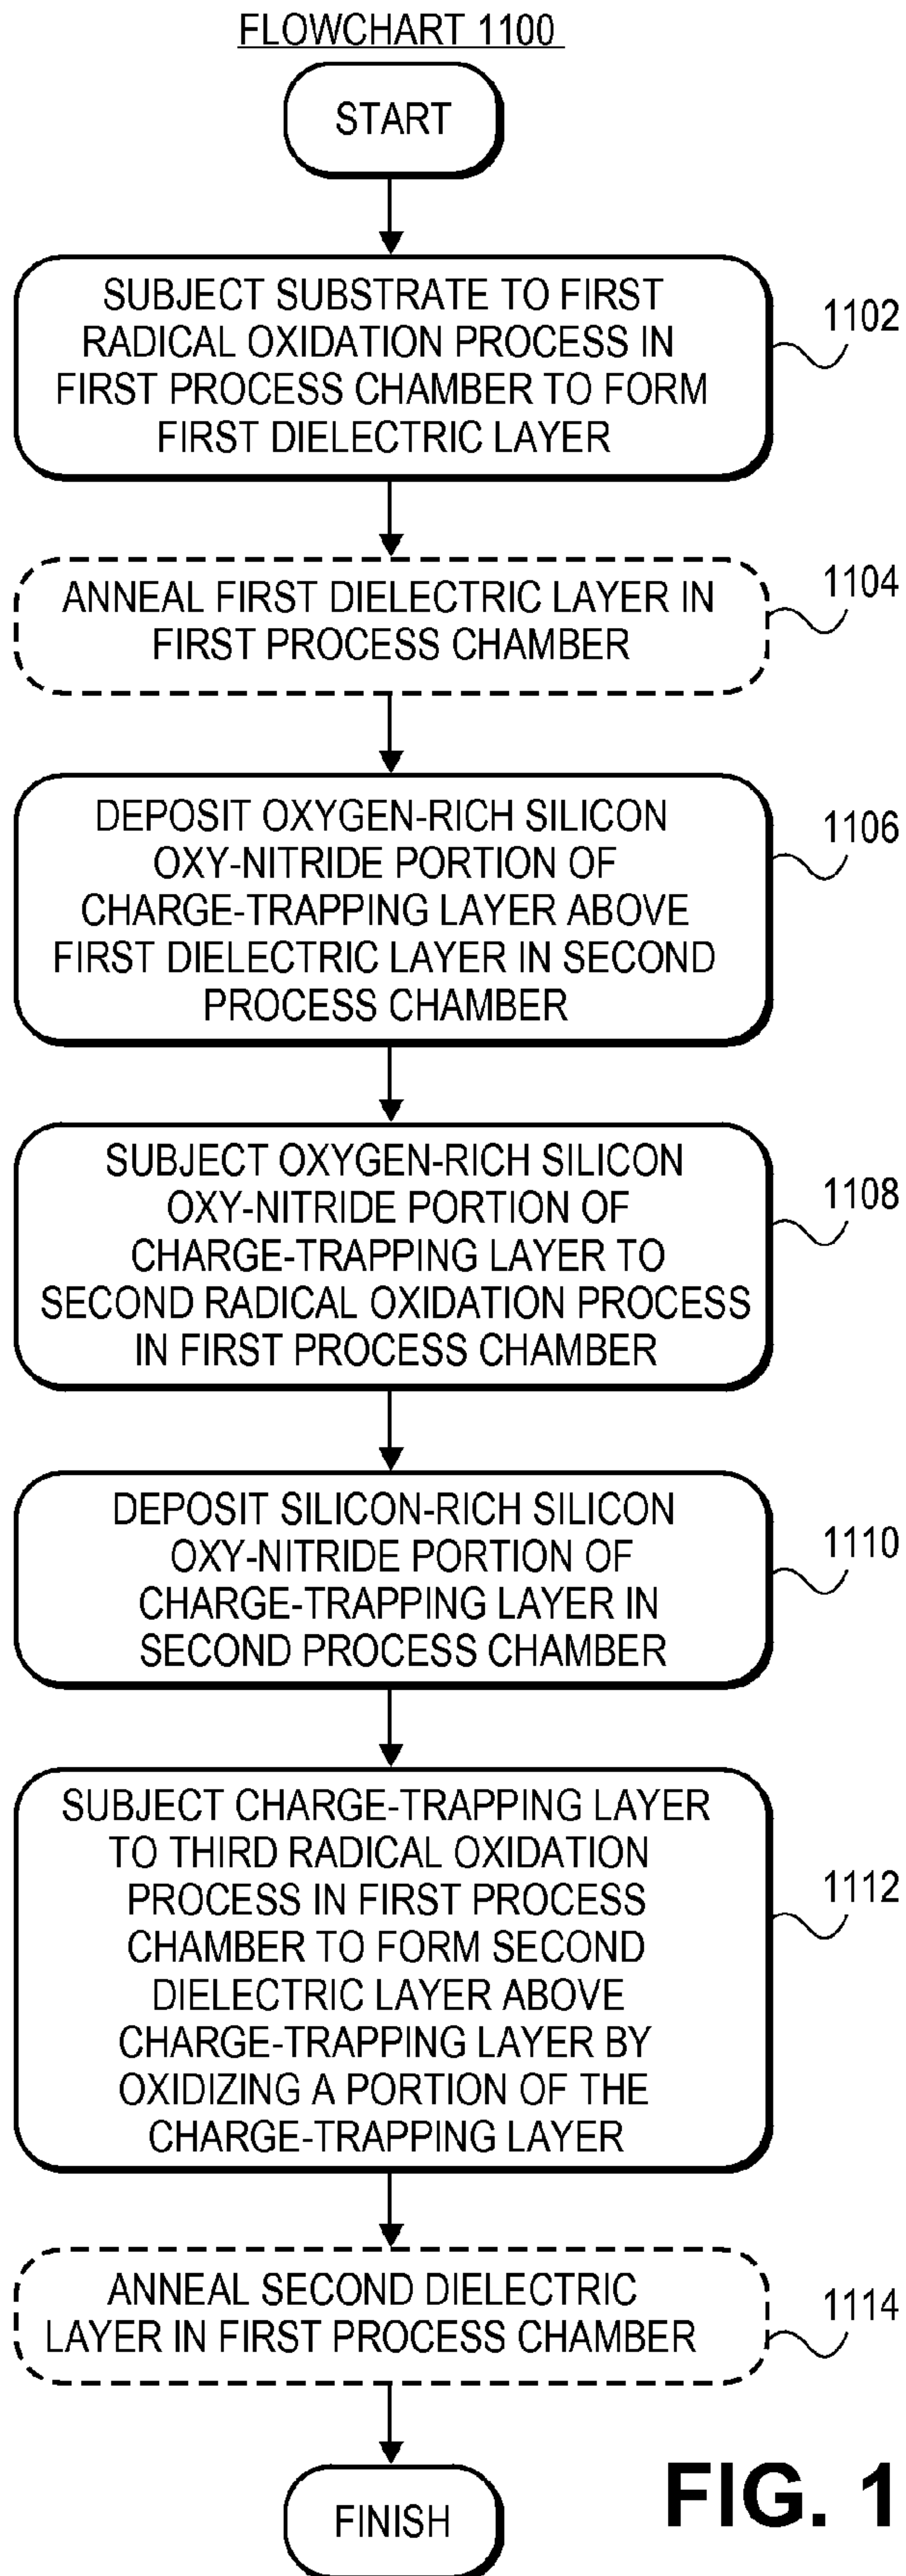 FLOWCHART 1100
START
SUBJECT SUBSTRATE TO FIRST
RADICAL OXIDATION PROCESS IN
FIRST PROCESS CHAMBER TO FORM
FIRST DIELECTRIC LAYER
1102
ANNEAL FIRST DIELECTRIC LAYER IN
FIRST PROCESS CHAMBER
1104
DEPOSIT OXYGEN-RICH SILICON
OXY-NITRIDE PORTION OF
CHARGE-TRAPPING LAYER ABOVE
FIRST DIELECTRIC LAYER IN SECOND
PROCESS CHAMBER
1106
SUBJECT OXYGEN-RICH SILICON
OXY-NITRIDE PORTION OF
CHARGE-TRAPPING LAYER TO
SECOND RADICAL OXIDATION PROCESS
IN FIRST PROCESS CHAMBER
1108
DEPOSIT SILICON-RICH SILICON
OXY-NITRIDE PORTION OF
CHARGE-TRAPPING LAYER IN
SECOND PROCESS CHAMBER
1110
SUBJECT CHARGE-TRAPPING LAYER
TO THIRD RADICAL OXIDATION
PROCESS IN FIRST PROCESS
CHAMBER TO FORM SECOND
DIELECTRIC LAYER ABOVE
CHARGE-TRAPPING LAYER BY
OXIDIZING A PORTION OF THE
CHARGE-TRAPPING LAYER
1112
ANNEAL SECOND DIELECTRIC
LAYER IN FIRST PROCESS CHAMBER
1114
FINISH
FIG. 1